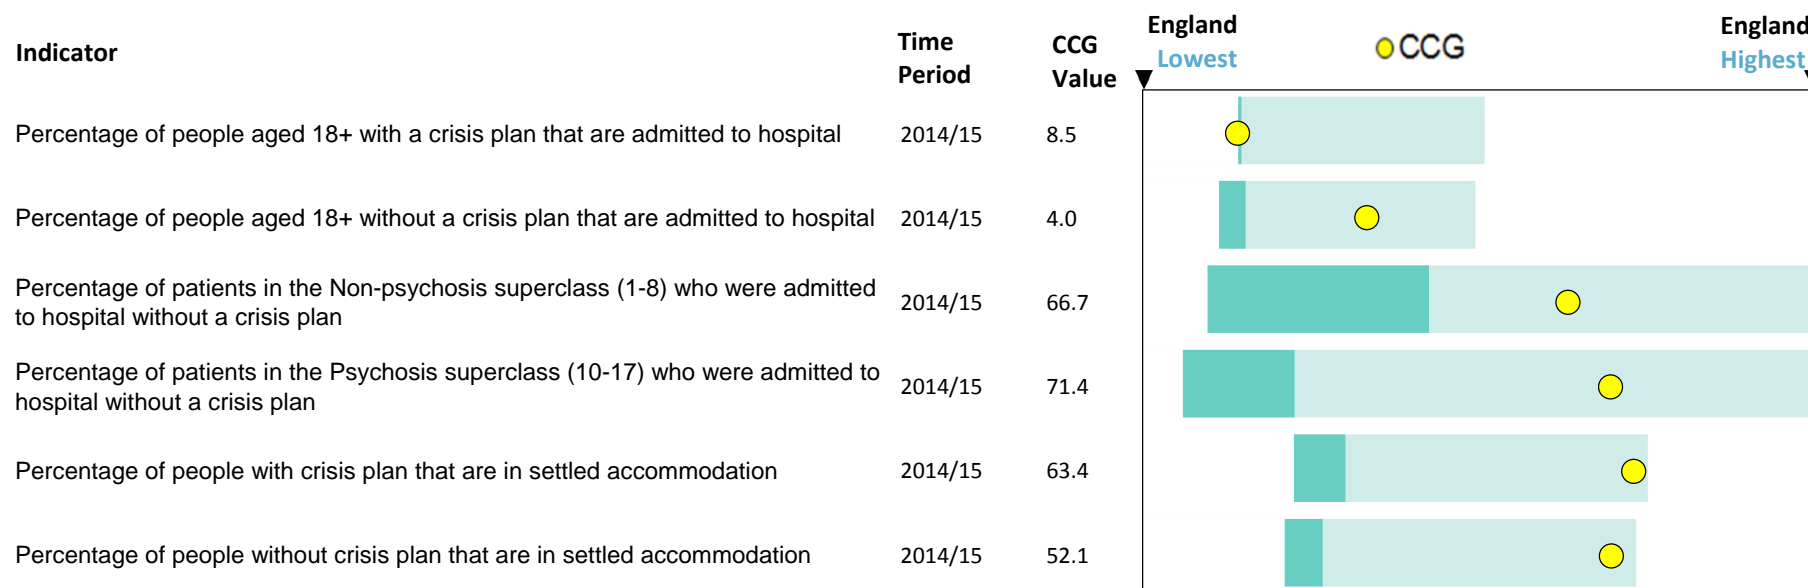 Indicator
Time
Period
CCG
Value
England
Lowest
CCG
England
Highest
Percentage of people aged 18+ with a crisis plan that are admitted to hospital 2014/15 8.5
Percentage of people aged 18+ without a crisis plan that are admitted to hospital 2014/15 4.0
Percentage of patients in the Non-psychosis superclass (1-8) who were admitted
to hospital without a crisis plan 2014/15 66.7
Percentage of patients in the Psychosis superclass (10-17) who were admitted to
hospital without a crisis plan 2014/15 71.4
Percentage of people with crisis plan that are in settled accommodation 2014/15 63.4
Percentage of people without crisis plan that are in settled accommodation 2014/15 52.1